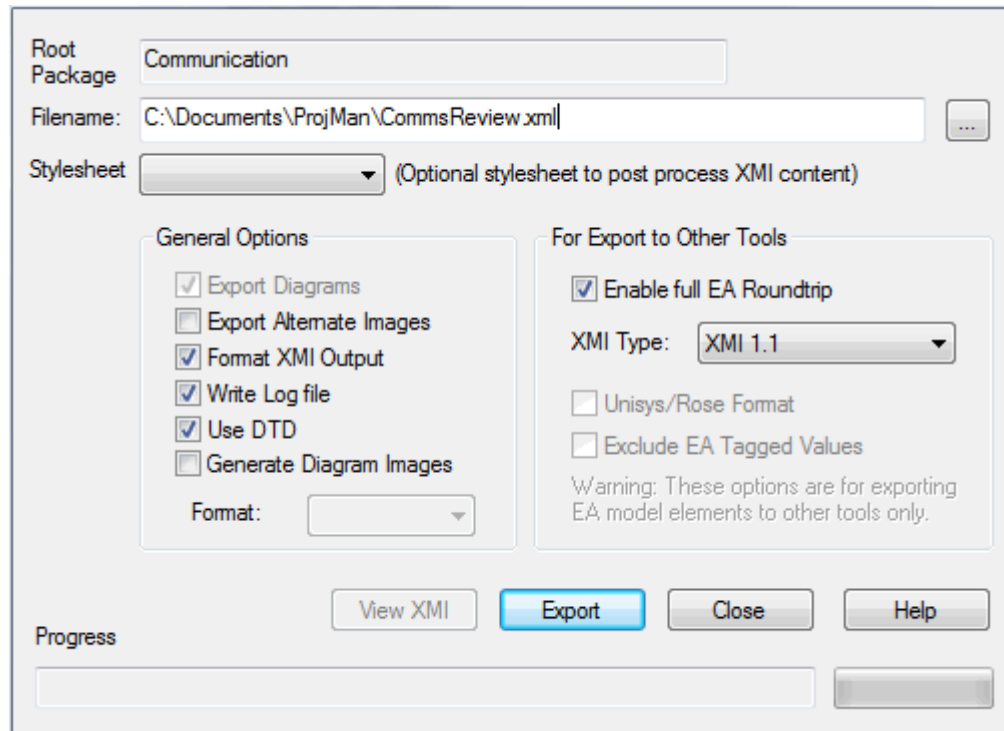 Root
Package
Communication
Filename:
C:\Documents\ProjMan\CommsReview.xml
...
Stylesheet
(Optional stylesheet to post process XMI content)
General Options
Export Diagrams
Export Alternate Images
Format XMI Output
Write Log file
Use DTD
Generate Diagram Images
Format:
For Export to Other Tools
Enable full EA Roundtrip
XMI Type:
XMI 1.1
Unisys/Rose Format
Exclude EA Tagged Values
Warning: These options are for exporting
EA model elements to other tools only.
View XMI
Export
Close
Help
Progress